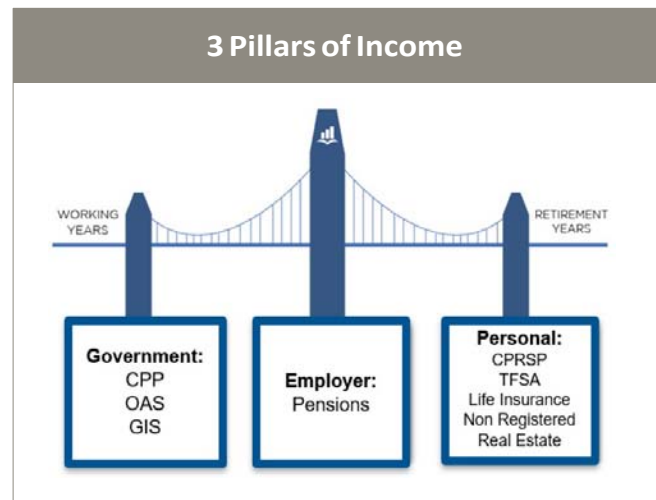 3 Pillars of Income
WORKING
YEARS
RETIREMENT
YEARS
Government:
CPP
OAS
GIS
Employer:
Pensions
Personal:
CPRSP
TFSA
Life Insurance
Non Registered
Real Estate